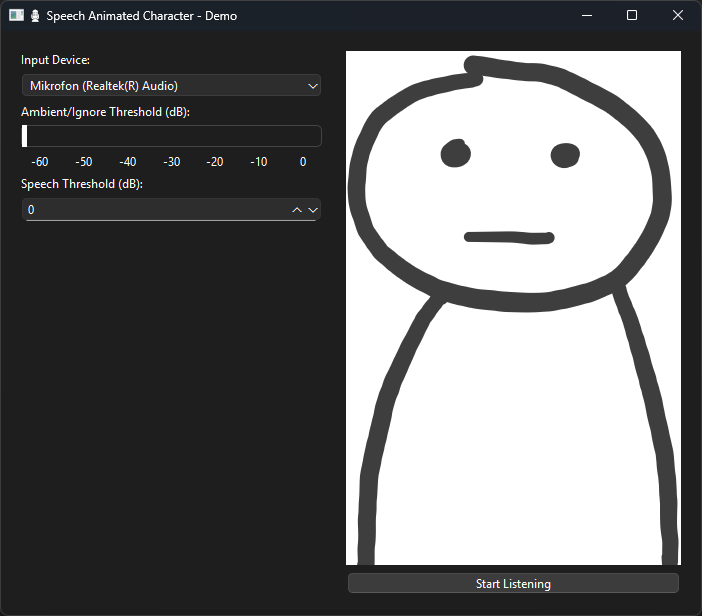 Speech Animated Character - Demo
Input Device:
Mikrofon (Realtek(R) Audio)
Ambient/Ignore Threshold (dB):
-60 -50 -40 -30 -20 -10 0
Speech Threshold (dB):
0
Start Listening